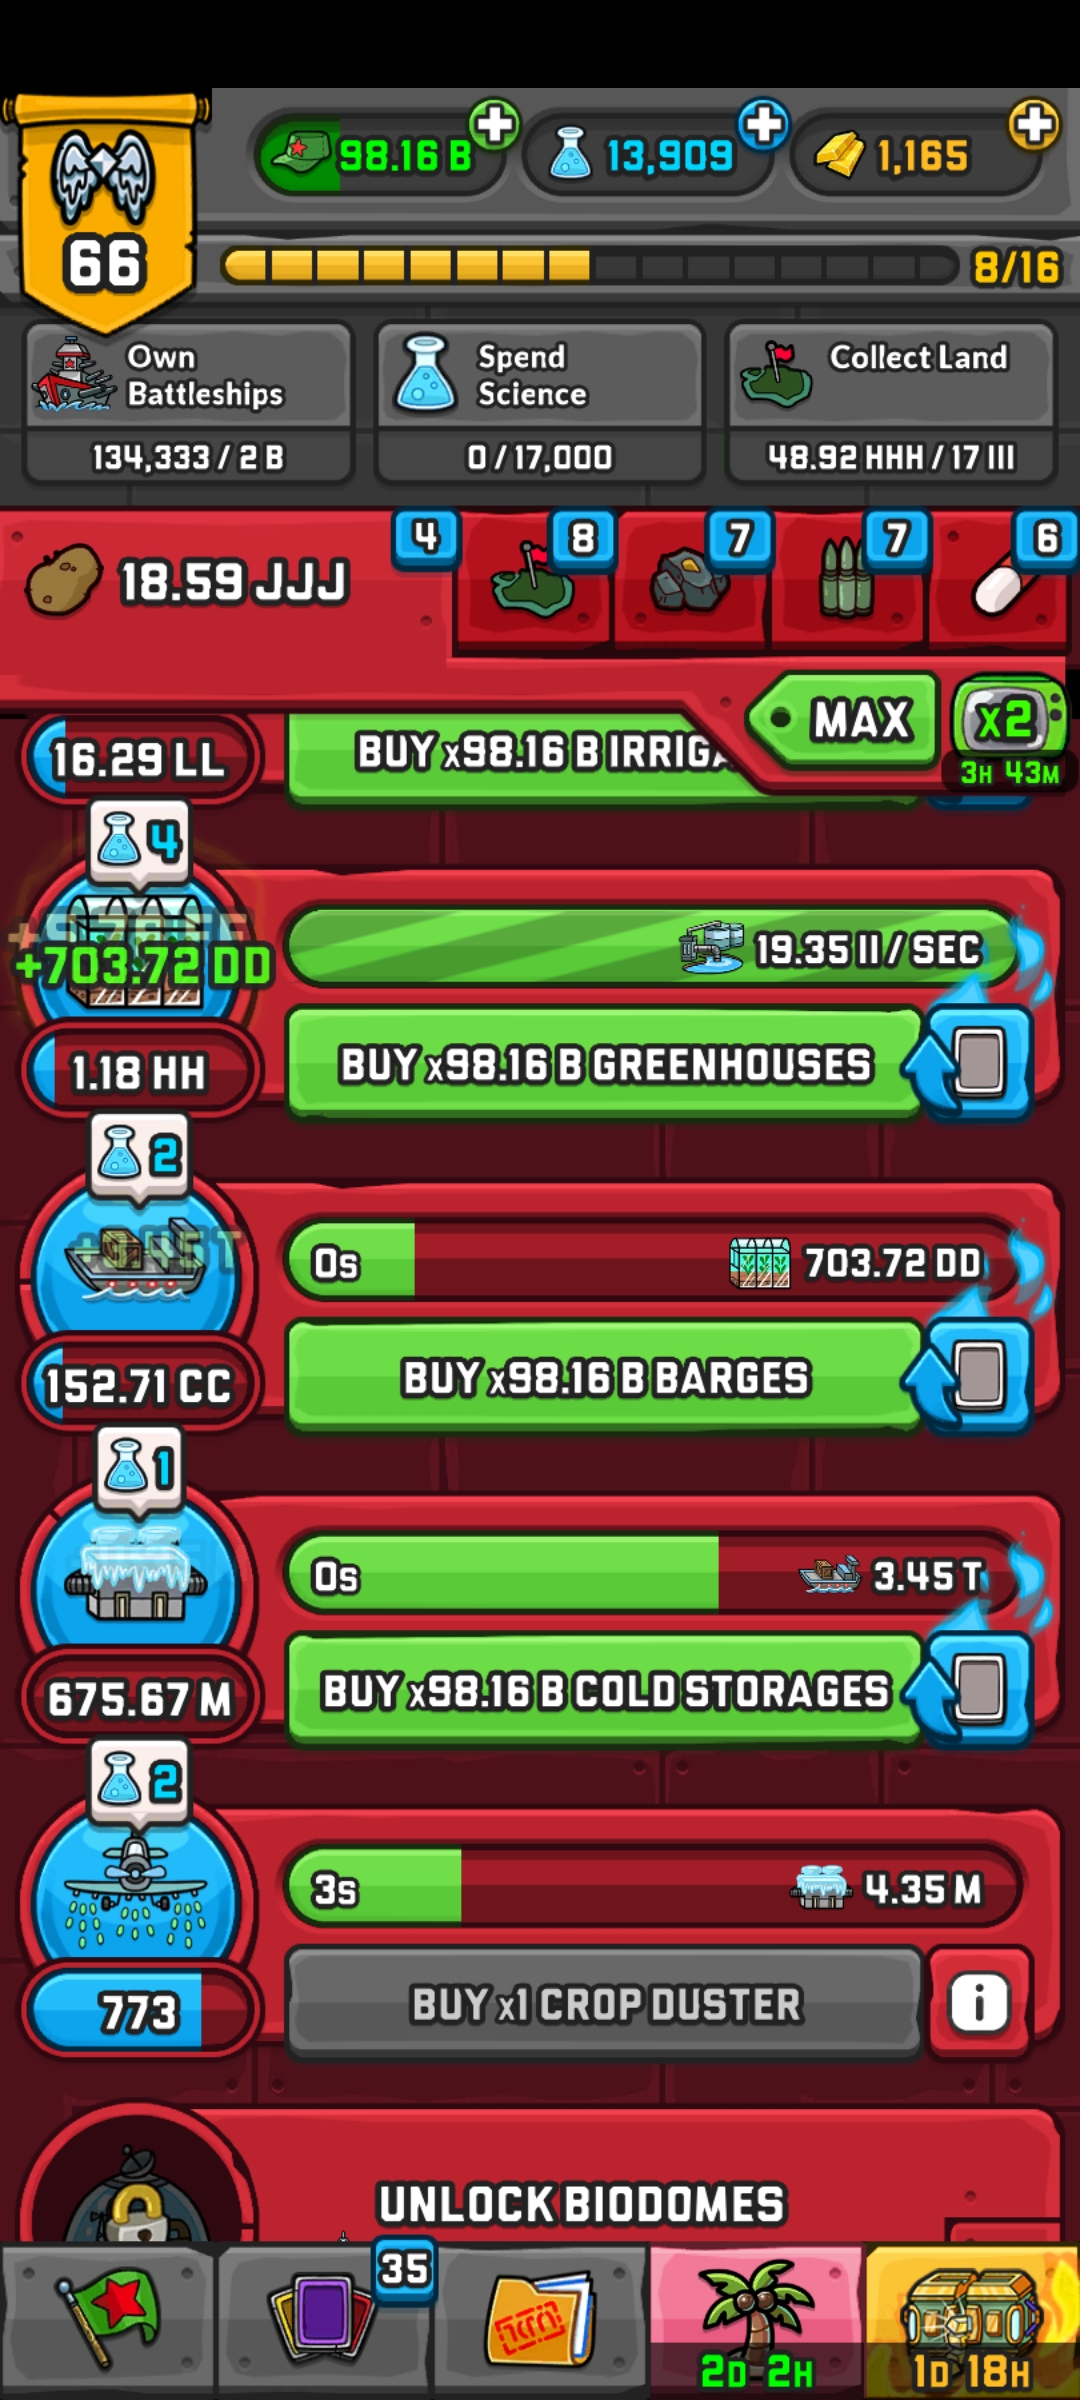 98.16 B
13,909
1,165
66
8/16
Own
Battleships
134,333 / 2 B
Spend
Science
0 / 17,000
Collect Land
48.92 HHH / 17 III
18.59 JJJ
4
8
7
7
6
MAX
x2
3H 43M
16.29 LL
BUY x98.16 B
4
+703.72 DD
19.35 II / SEC
1.18 HH
BUY x98.16 B GREENHOUSES
2
0s
703.72 DD
152.71 CC
BUY x98.16 B BARGES
1
0s
3.45 T
675.67 M
BUY x98.16 B COLD STORAGES
2
3s
4.35 M
773
BUY x1 CROP DUSTER
i
UNLOCK BIODOMES
35
2D 2H
1D 18H